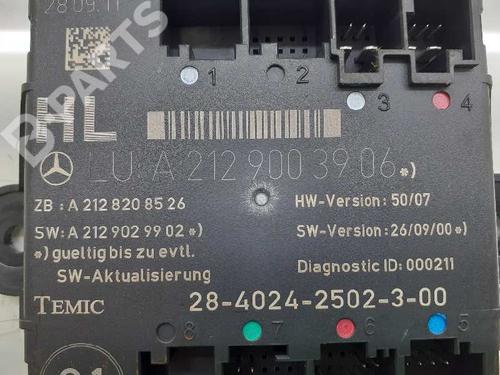 28.09.11
1
2
3
4
HL
LU: A 212 900 39 06 *)
ZB : A 212 820 85 26
HW-Version: 50/07
SW: A 212 902 99 02 *)
SW-Version: 26/09/00 *)
*) gueltig bis zu evtl.
SW-Aktualisierung
Diagnostic ID: 000211
TEMIC
28-4024-2502-3-00
8
7
6
5
B-PARTS